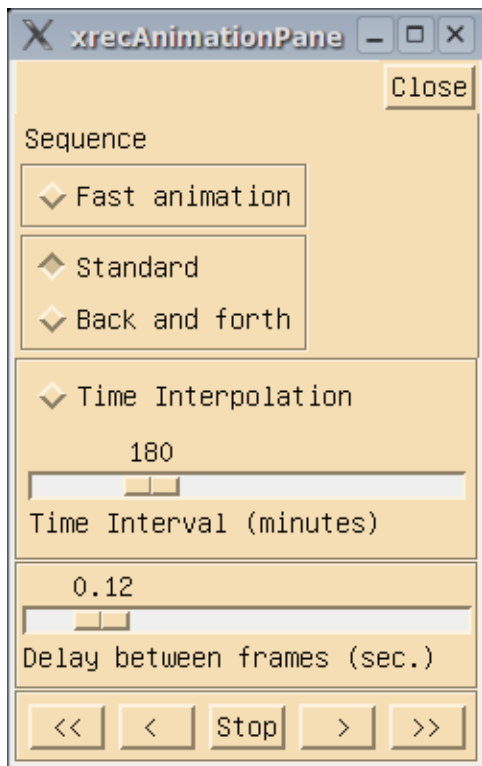 xrecAnimationPane
Close
Sequence
Fast animation
Standard
Back and forth
Time Interpolation
180
Time Interval (minutes)
0.12
Delay between frames (sec.)
<< < Stop > >>